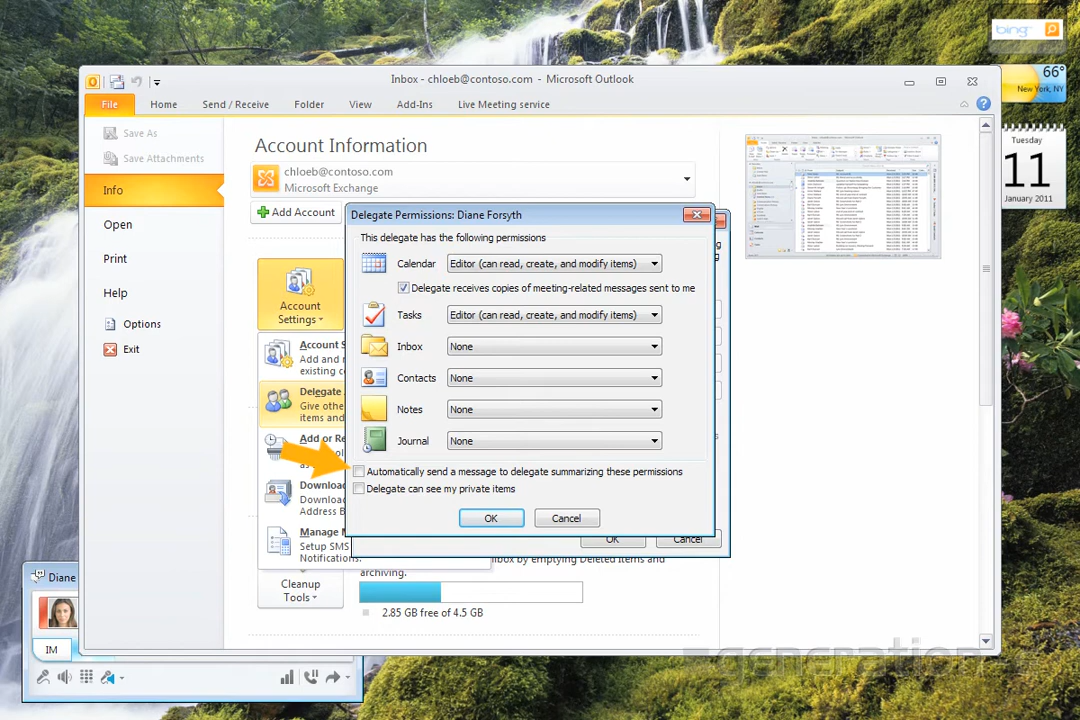 bing
Inbox - chloeb@contoso.com - Microsoft Outlook
66°
New York, NY
File
Home
Send / Receive
Folder
View
Add-Ins
Live Meeting service
Save As
Save Attachments
Info
Open
Print
Help
Options
Exit
Account Information
chloeb@contoso.com
Microsoft Exchange
Add Account
Tuesday
11
January 2011
Account
Settings
Account S
Add and
existing c
Delegate
Give othe
items and
Add or Re
Download
Downloa
Address B
Manage M
Setup SMS
Notifications.
Cleanup
Tools
Delegate Permissions: Diane Forsyth
This delegate has the following permissions
Calendar
Editor (can read, create, and modify items)
Delegate receives copies of meeting-related messages sent to me
Tasks
Editor (can read, create, and modify items)
Inbox
None
Contacts
None
Notes
None
Journal
None
Automatically send a message to delegate summarizing these permissions
Delegate can see my private items
OK
Cancel
OK
Cancel
box by emptying Deleted Items and
archiving.
2.85 GB free of 4.5 GB
Diane
IM
generation